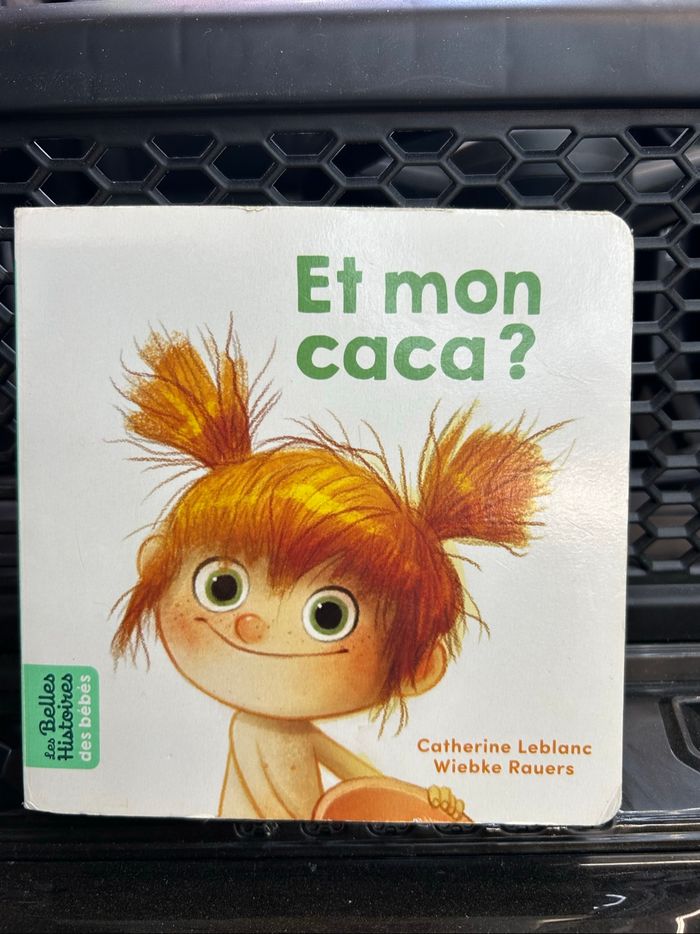 Et mon
caca ?
Les Belles
Histoires
des bébés
Catherine Leblanc
Wiebke Rauers